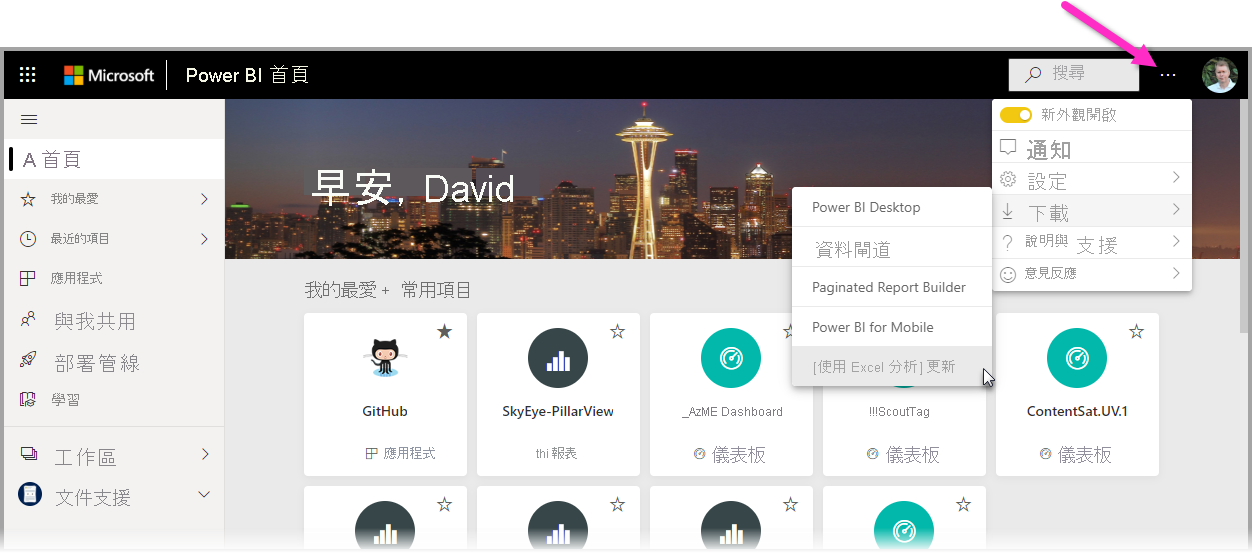 Microsoft
Power BI 首頁
搜尋
新外觀開啟
通知
設定
下載
說明與 支援
意見反應
Power BI Desktop
資料閘道
Paginated Report Builder
Power BI for Mobile
[使用 Excel 分析] 更新
A 首頁
我的最愛
最近的項目
應用程式
與我共用
部署管線
學習
工作區
文件支援
早安, David
我的最愛 + 常用項目
GitHub
應用程式
SkyEye-PillarView
thi 報表
_AzME Dashboard
儀表板
!!!ScoutTag
儀表板
ContentSat.UV.1
儀表板